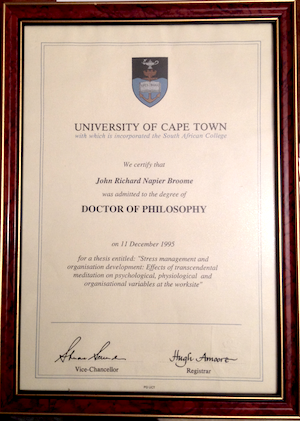 UNIVERSITY OF CAPE TOWN
with which is incorporated the South African College
We certify that
John Richard Napier Broome
was admitted to the degree of
DOCTOR OF PHILOSOPHY
on 11 December 1995
for a thesis entitled: "Stress management and
organisation development: Effects of transcendental
meditation on psychological, physiological and
organisational variables at the worksite"
Hugh Amoore
Vice-Chancellor
Registrar